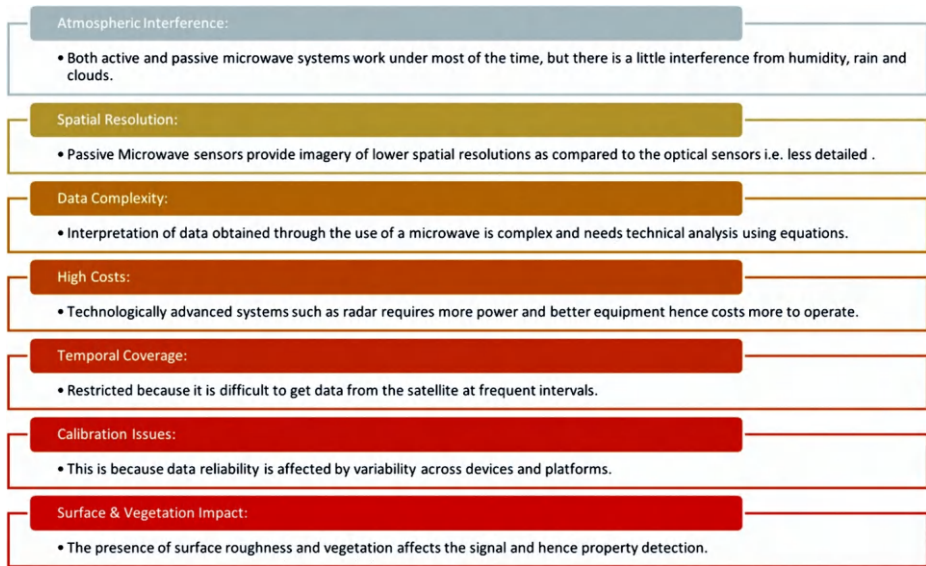 Atmospheric Interference:
• Both active and passive microwave systems work under most of the time, but there is a little interference from humidity, rain and
clouds.
Spatial Resolution:
• Passive Microwave sensors provide imagery of lower spatial resolutions as compared to the optical sensors i.e. less detailed .
Data Complexity:
• Interpretation of data obtained through the use of a microwave is complex and needs technical analysis using equations.
High Costs:
• Technologically advanced systems such as radar requires more power and better equipment hence costs more to operate.
Temporal Coverage:
• Restricted because it is difficult to get data from the satellite at frequent intervals.
Calibration Issues:
• This is because data reliability is affected by variability across devices and platforms.
Surface & Vegetation Impact:
• The presence of surface roughness and vegetation affects the signal and hence property detection.